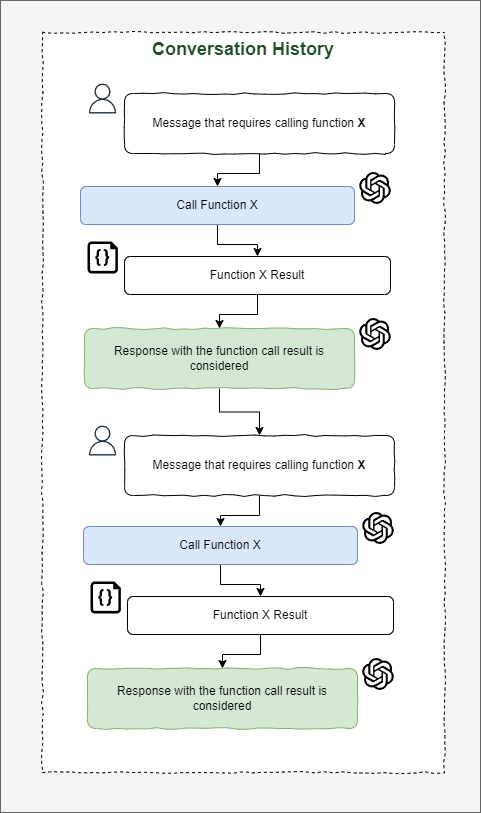 Conversation History
Message that requires calling function X
Call Function X
{}
Function X Result
Response with the function call result is
considered
Message that requires calling function X
Call Function X
{}
Function X Result
Response with the function call result is
considered